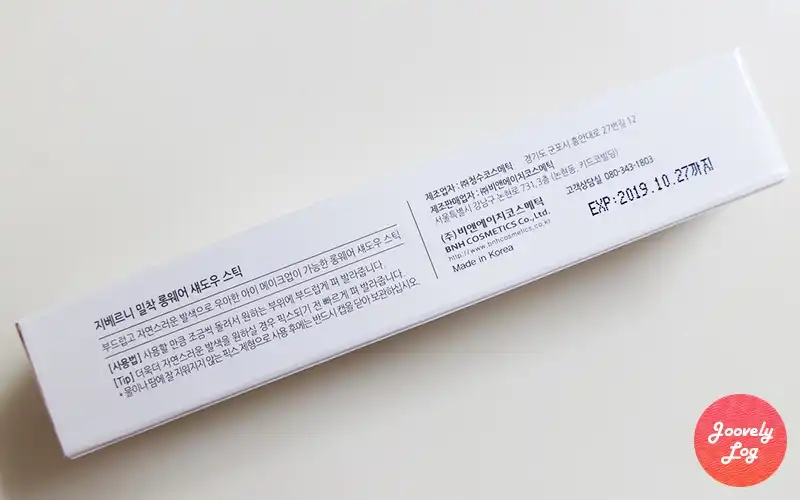 지베르니 밀착 롱웨어 섀도우 스틱
부드럽고 자연스러운 발색으로 우아한 아이 메이크업이 가능한 롱웨어 섀도우 스틱
[사용법] 사용할 만큼 조금씩 돌려서 원하는 부위에 부드럽게 펴 발라줍니다.
[Tip] 더욱더 자연스러운 발색을 원하실 경우 픽스되기 전 빠르게 펴 발라줍니다.
* 물이나 땀에 잘 지워지지 않는 픽스 제형으로 사용 후에는 반드시 캡을 닫아 보관하십시오.
제조업자 : ㈜청수코스메틱 경기도 군포시 흥안대로 27번길 12
제조판매업자 : ㈜비앤에이치코스메틱
서울특별시 강남구 논현로 731, 3층 (논현동, 키드코빌딩)
(주) 비앤에이치코스메틱 고객상담실 080-343-1803
BNH COSMETICS Co., Ltd.
http://www.bnhcosmetics.co.kr
Made in Korea
EXP:2019.10.27까지
Joovely
Log